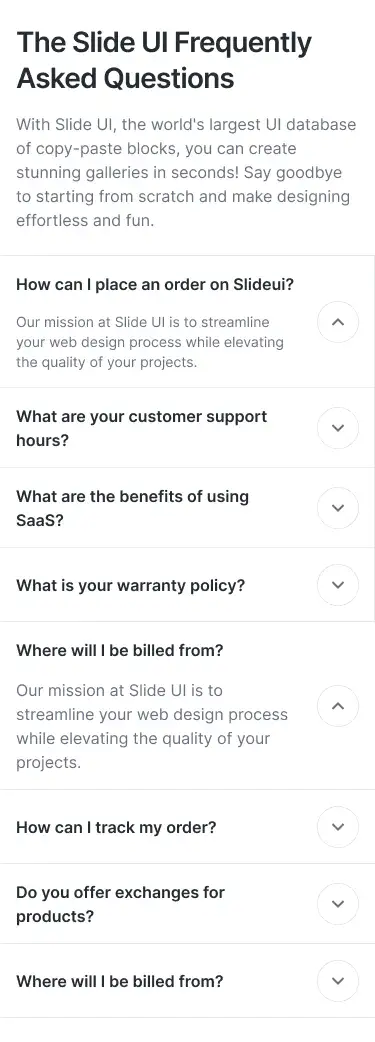 The Slide UI Frequently
Asked Questions
With Slide UI, the world's largest UI database
of copy-paste blocks, you can create
stunning galleries in seconds! Say goodbye
to starting from scratch and make designing
effortless and fun.
How can I place an order on Slideui?
Our mission at Slide UI is to streamline
your web design process while elevating
the quality of your projects.
What are your customer support
hours?
What are the benefits of using
SaaS?
What is your warranty policy?
Where will I be billed from?
Our mission at Slide UI is to
streamline your web design process
while elevating the quality of your
projects.
How can I track my order?
Do you offer exchanges for
products?
Where will I be billed from?